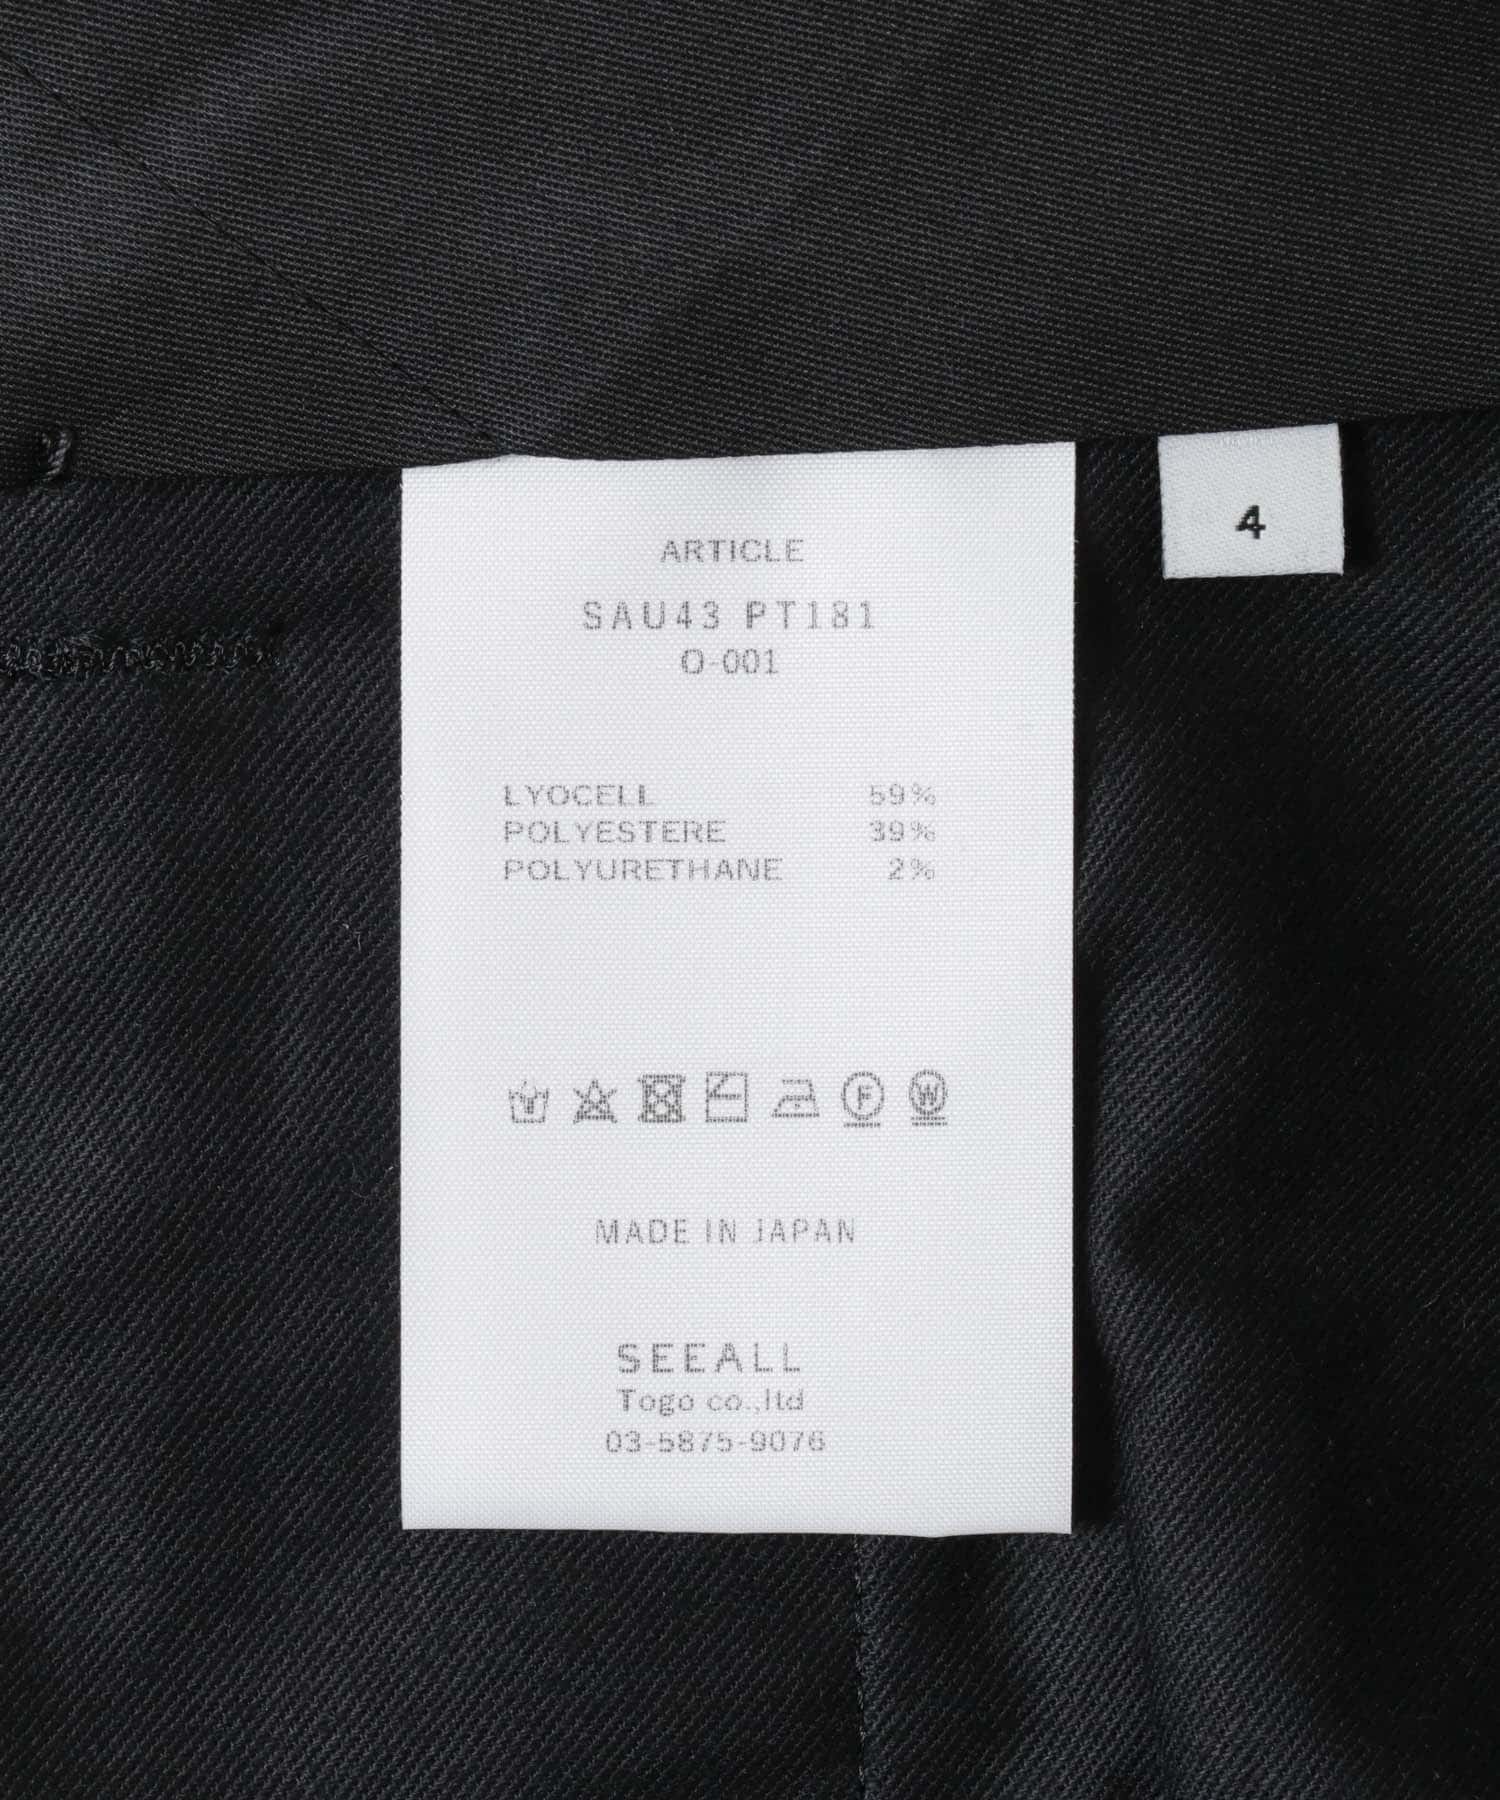 ARTICLE
SAU43 PT181
O-001
4
LYOCELL 59%
POLYESTERE 39%
POLYURETHANE 2%
F W
MADE IN JAPAN
SEEALL
Togo co.,ltd
03-5875-9076